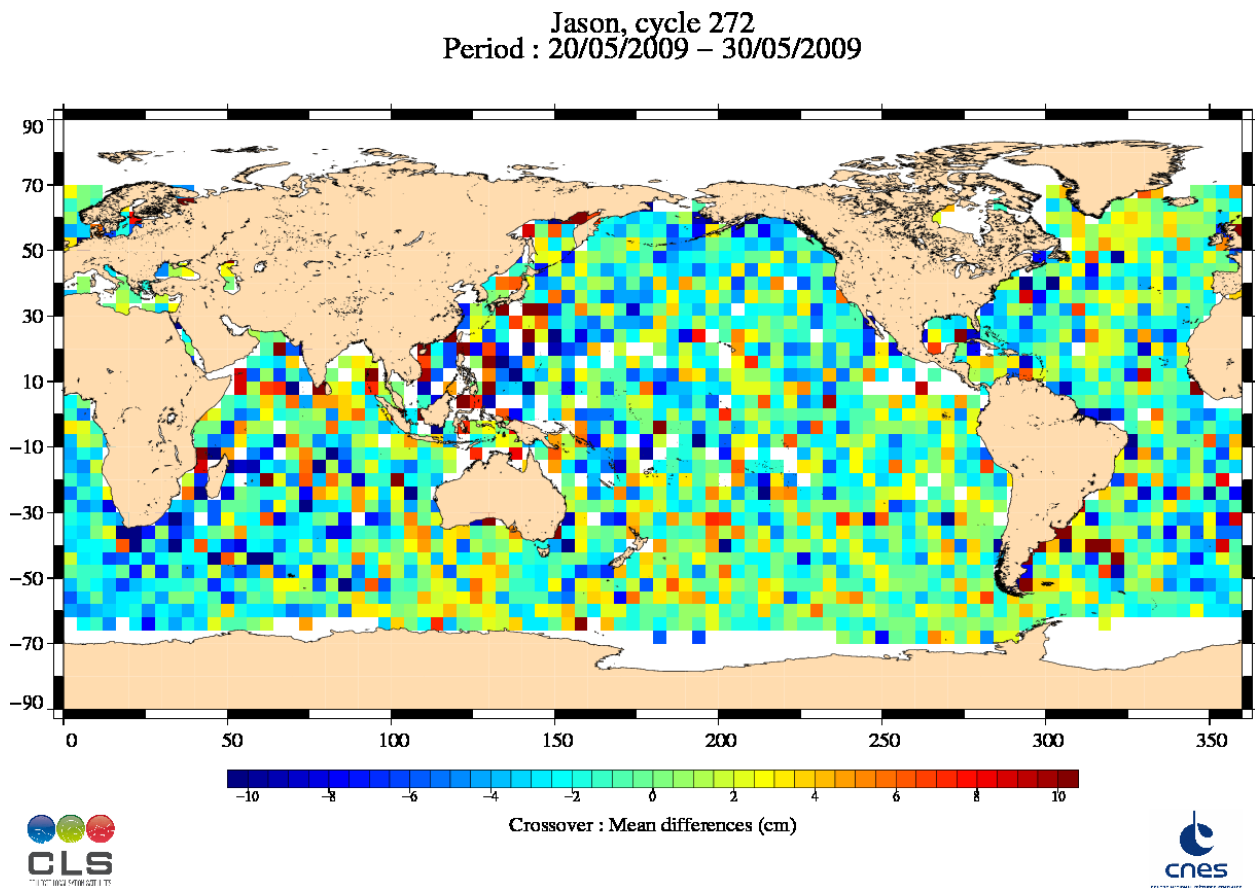 Jason, cycle 272
Period : 20/05/2009 − 30/05/2009
90
70
50
30
10
−10
−30
−50
−70
−90
0 50 100 150 200 250 300 350
−10 −8 −6 −4 −2 0 2 4 6 8 10
Crossover : Mean differences (cm)
CLS
cnes